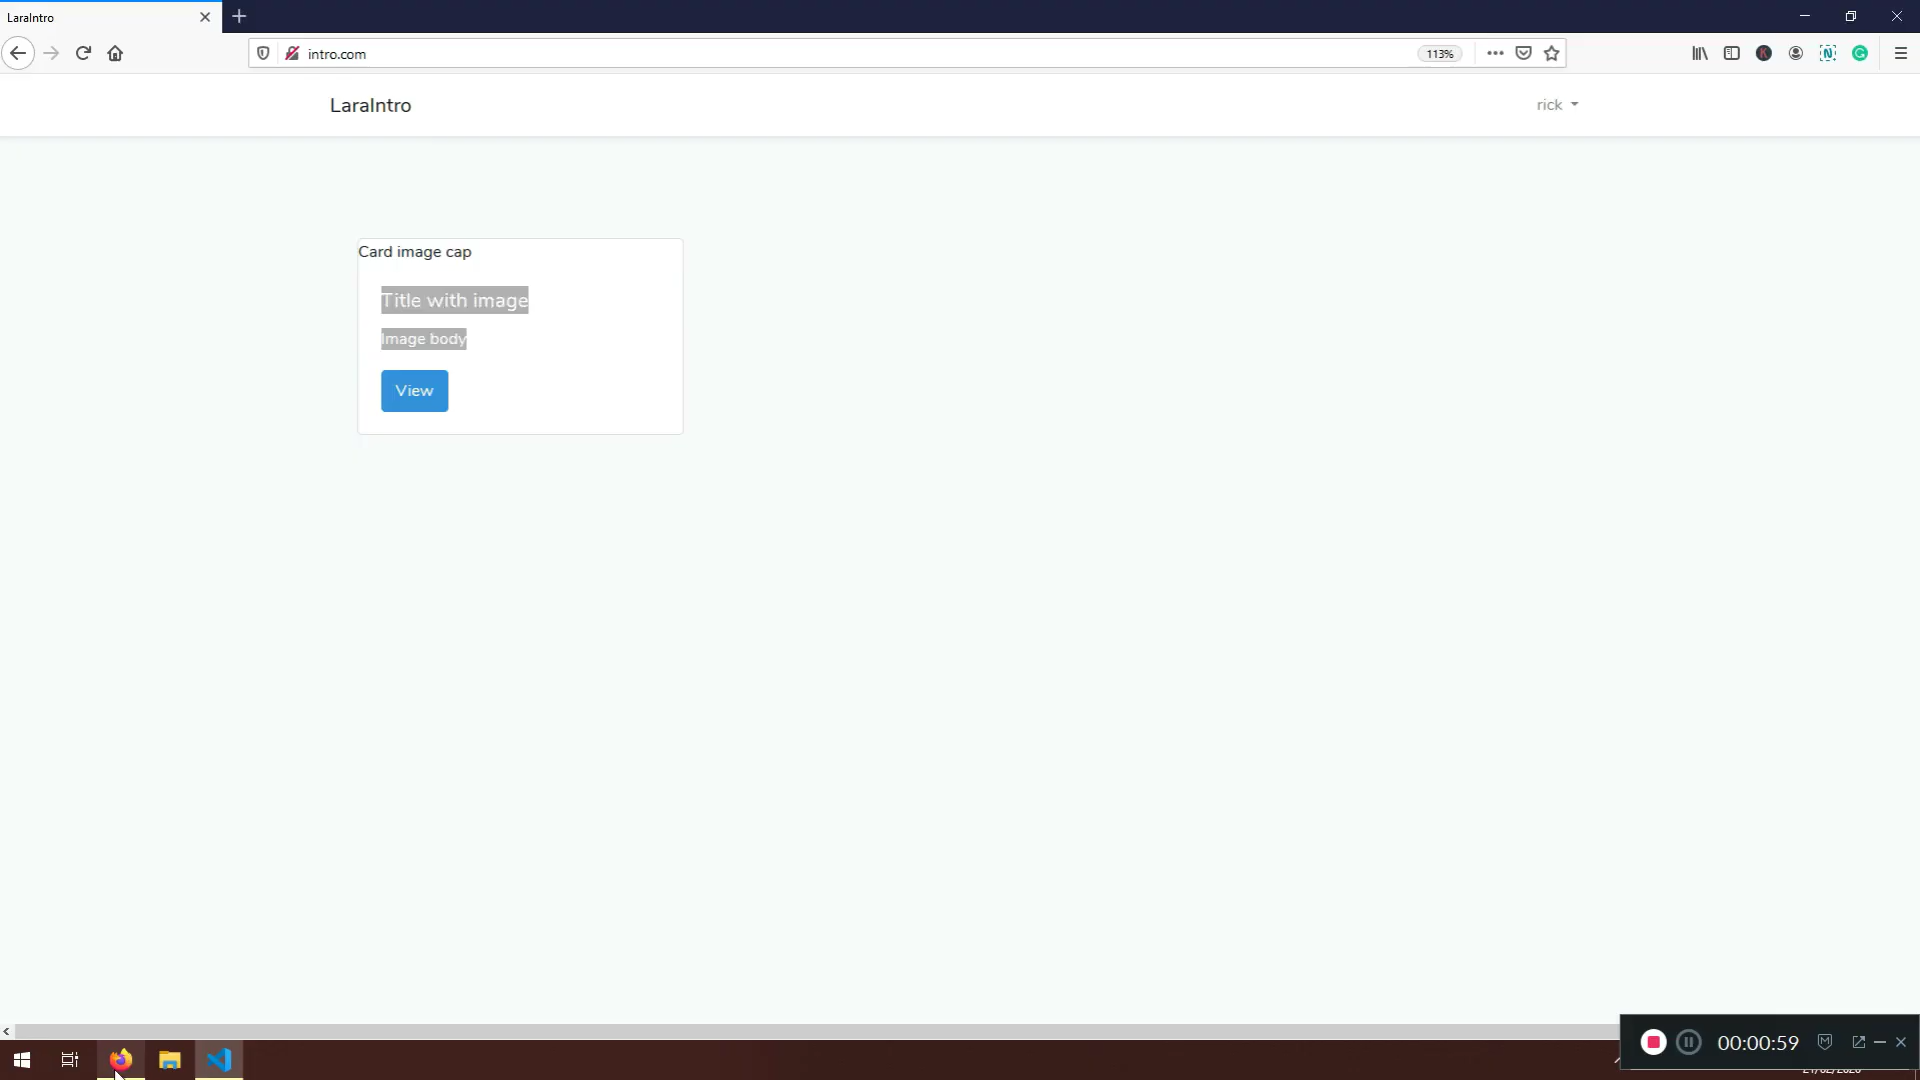 LaraIntro
intro.com
113%
LaraIntro
rick
Card image cap
Title with image
Image body
View
00:00:59